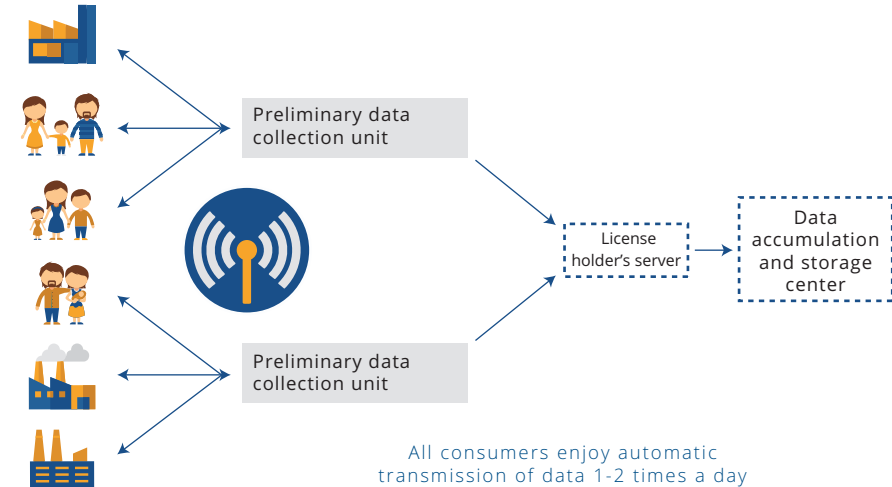 Preliminary data
collection unit
License
holder's server
Data
accumulation
and storage
center
Preliminary data
collection unit
All consumers enjoy automatic
transmission of data 1-2 times a day